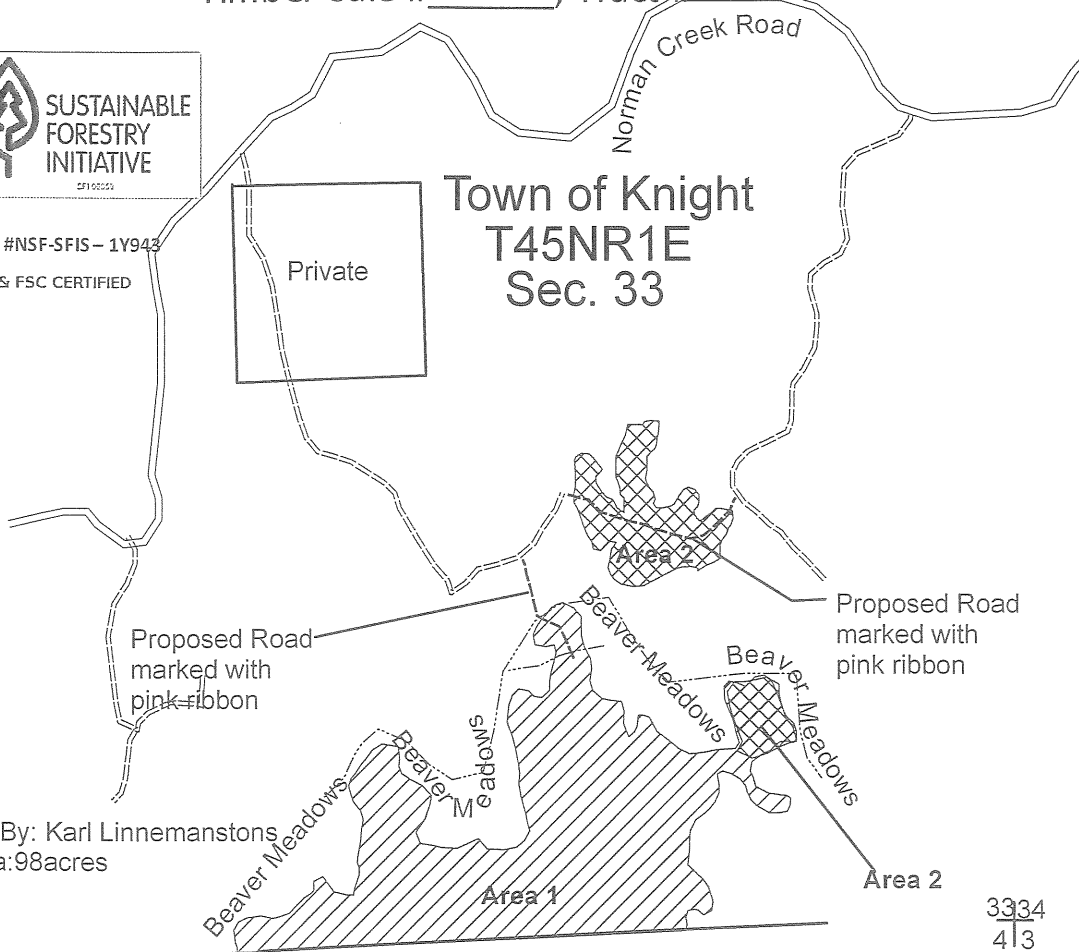 Norman Creek Road
SUSTAINABLE
FORESTRY
INITIATIVE
#NSF-SFIS – 1Y943
& FSC CERTIFIED
Town of Knight
T45NR1E
Sec. 33
Private
Area 2
Proposed Road
marked with
pink ribbon
Proposed Road
marked with
pink ribbon
Beaver Meadows
Beaver Meadows
Beaver Meadows
Beaver Meadows
By: Karl Linnemanstons
a:98acres
Area 1
Area 2
33 34
4 3